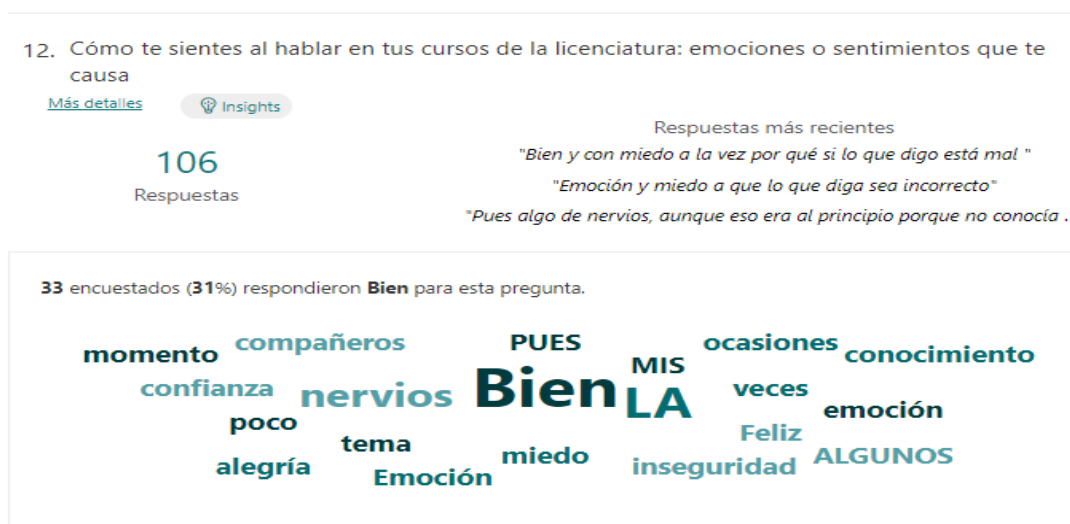 12. Cómo te sientes al hablar en tus cursos de la licenciatura: emociones o sentimientos que te
causa
Más detalles
Insights
106
Respuestas
Respuestas más recientes
"Bien y con miedo a la vez por qué si lo que digo está mal "
"Emoción y miedo a que lo que diga sea incorrecto"
"Pues algo de nervios, aunque eso era al principio porque no conocía .
33 encuestados (31%) respondieron Bien para esta pregunta.
momento compañeros PUES MIS ocasiones conocimiento
confianza nervios Bien LA veces emoción
poco tema miedo Feliz
alegría Emoción inseguridad ALGUNOS